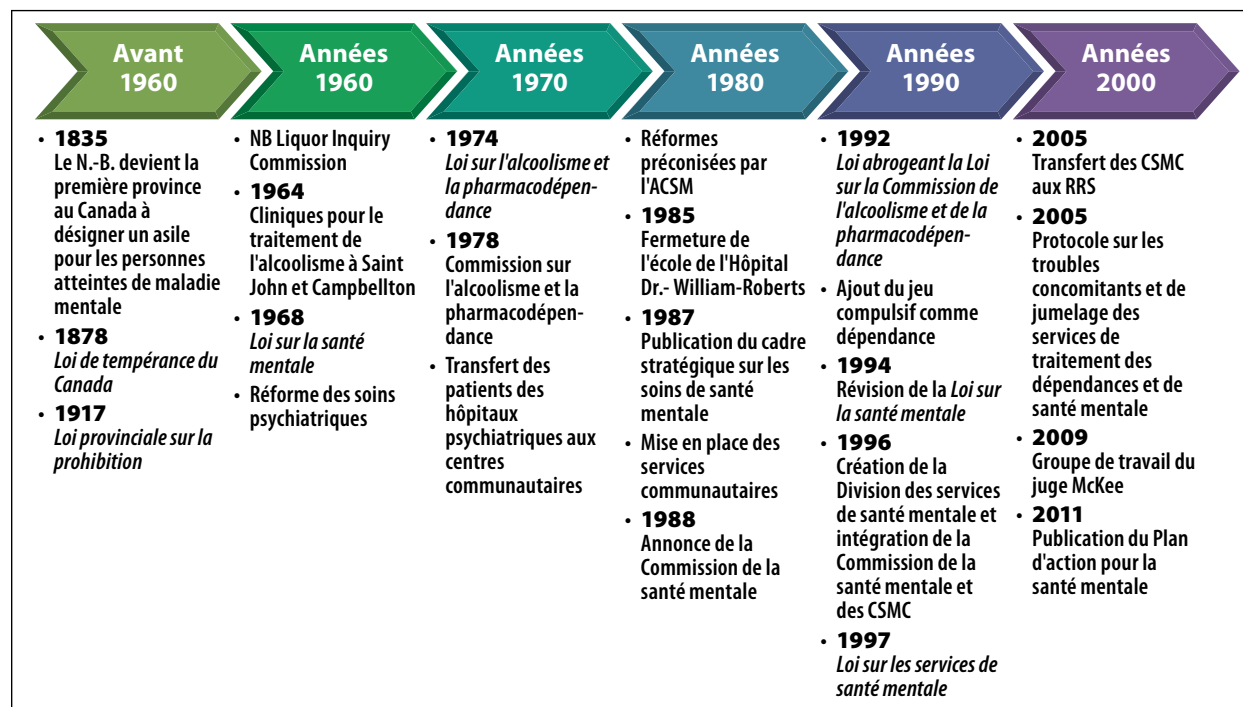 Avant
1960
• 1835
Le N.-B. devient la
première province
au Canada à
désigner un asile
pour les personnes
atteintes de maladie
mentale
• 1878
Loi de tempérance du
Canada
• 1917
Loi provinciale sur la
prohibition
Années
1960
• NB Liquor Inquiry
Commission
• 1964
Cliniques pour le
traitement de
l'alcoolisme à Saint
John et Campbellton
• 1968
Loi sur la santé
mentale
• Réforme des soins
psychiatriques
Années
1970
• 1974
Loi sur l'alcoolisme et
la pharmacodépen-
dance
• 1978
Commission sur
l'alcoolisme et la
pharmacodépen-
dance
• Transfert des
patients des
hôpitaux
psychiatriques aux
centres
communautaires
Années
1980
• Réformes
préconisées par
l'ACSM
• 1985
Fermeture de
l'école de l'Hôpital
Dr.- William-Roberts
• 1987
Publication du cadre
stratégique sur les
soins de santé
mentale
• Mise en place des
services
communautaires
• 1988
Annonce de la
Commission de la
santé mentale
Années
1990
• 1992
Loi abrogeant la Loi
sur la Commission de
l'alcoolisme et de la
pharmacodépen-
dance
• Ajout du jeu
compulsif comme
dépendance
• 1994
Révision de la Loi sur
la santé mentale
• 1996
Création de la
Division des services
de santé mentale et
intégration de la
Commission de la
santé mentale et
des CSMC
• 1997
Loi sur les services de
santé mentale
Années
2000
• 2005
Transfert des CSMC
aux RRS
• 2005
Protocole sur les
troubles
concomitants et de
jumelage des
services de
traitement des
dépendances et de
santé mentale
• 2009
Groupe de travail du
juge McKee
• 2011
Publication du Plan
d'action pour la
santé mentale